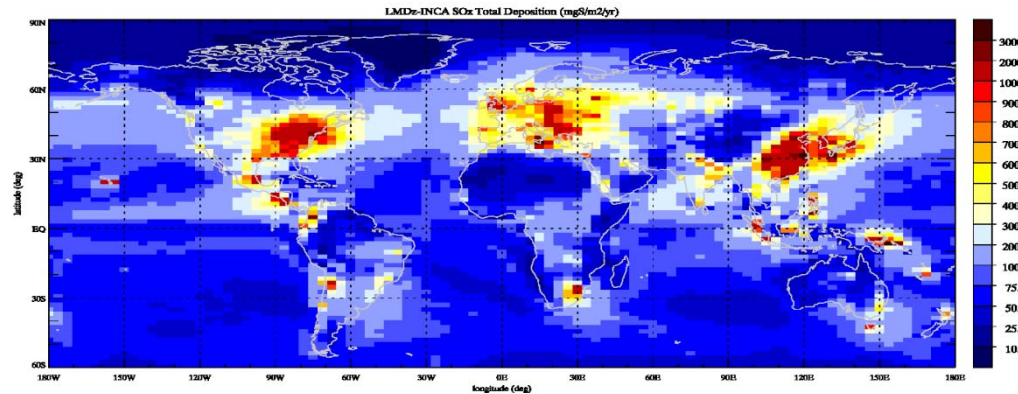 LMDz-INCA SOx Total Deposition (mgS/m2/yr)
90N
60N
30N
EQ
30S
60S
latitude (deg)
180W 150W 120W 90W 60W 30W 0E 30E 60E 90E 120E 150E 180E
longitude (deg)
3000
2000
1000
900
700
600
500
400
300
200
100
75.
50.
25.
10.